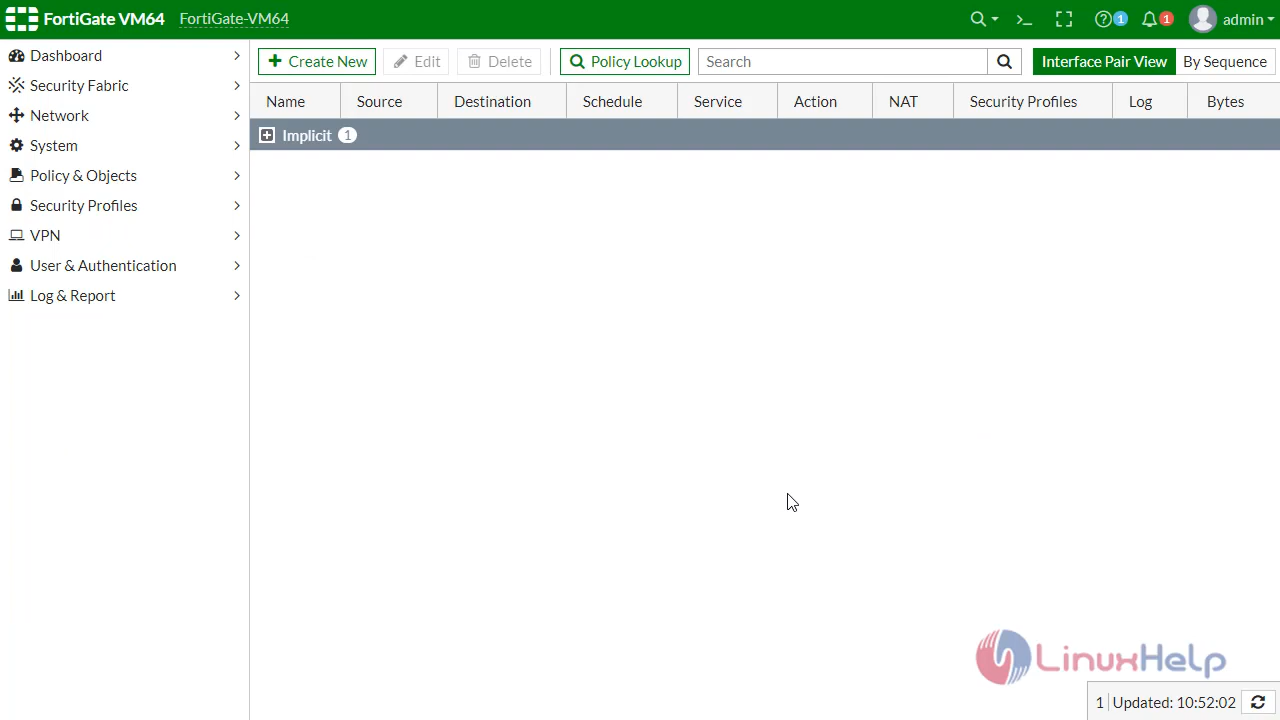 FortiGate VM64 FortiGate-VM64 1 1 admin
Dashboard
Security Fabric
Network
System
Policy & Objects
Security Profiles
VPN
User & Authentication
Log & Report
Create New Edit Delete Policy Lookup Search Interface Pair View By Sequence
Name Source Destination Schedule Service Action NAT Security Profiles Log Bytes
Implicit 1
LinuxHelp
1 Updated: 10:52:02